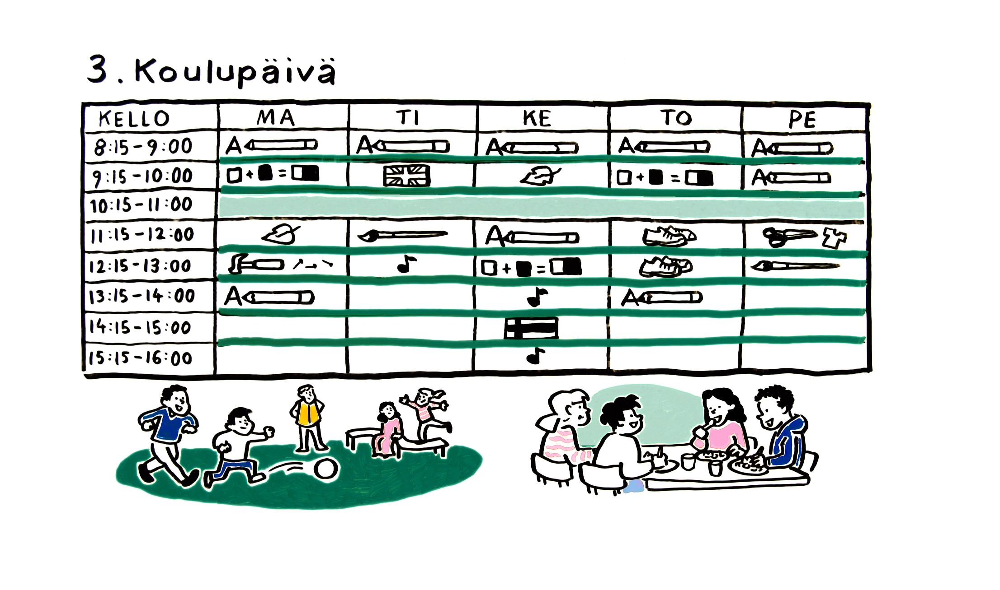 3. Koulupäivä
KELLO MA TI KE TO PE
8:15-9:00 A A A A A
9:15-10:00 + = + = A
10:15-11:00
11:15-12:00 A
12:15-13:00 + =
13:15-14:00 A A
14:15-15:00
15:15-16:00